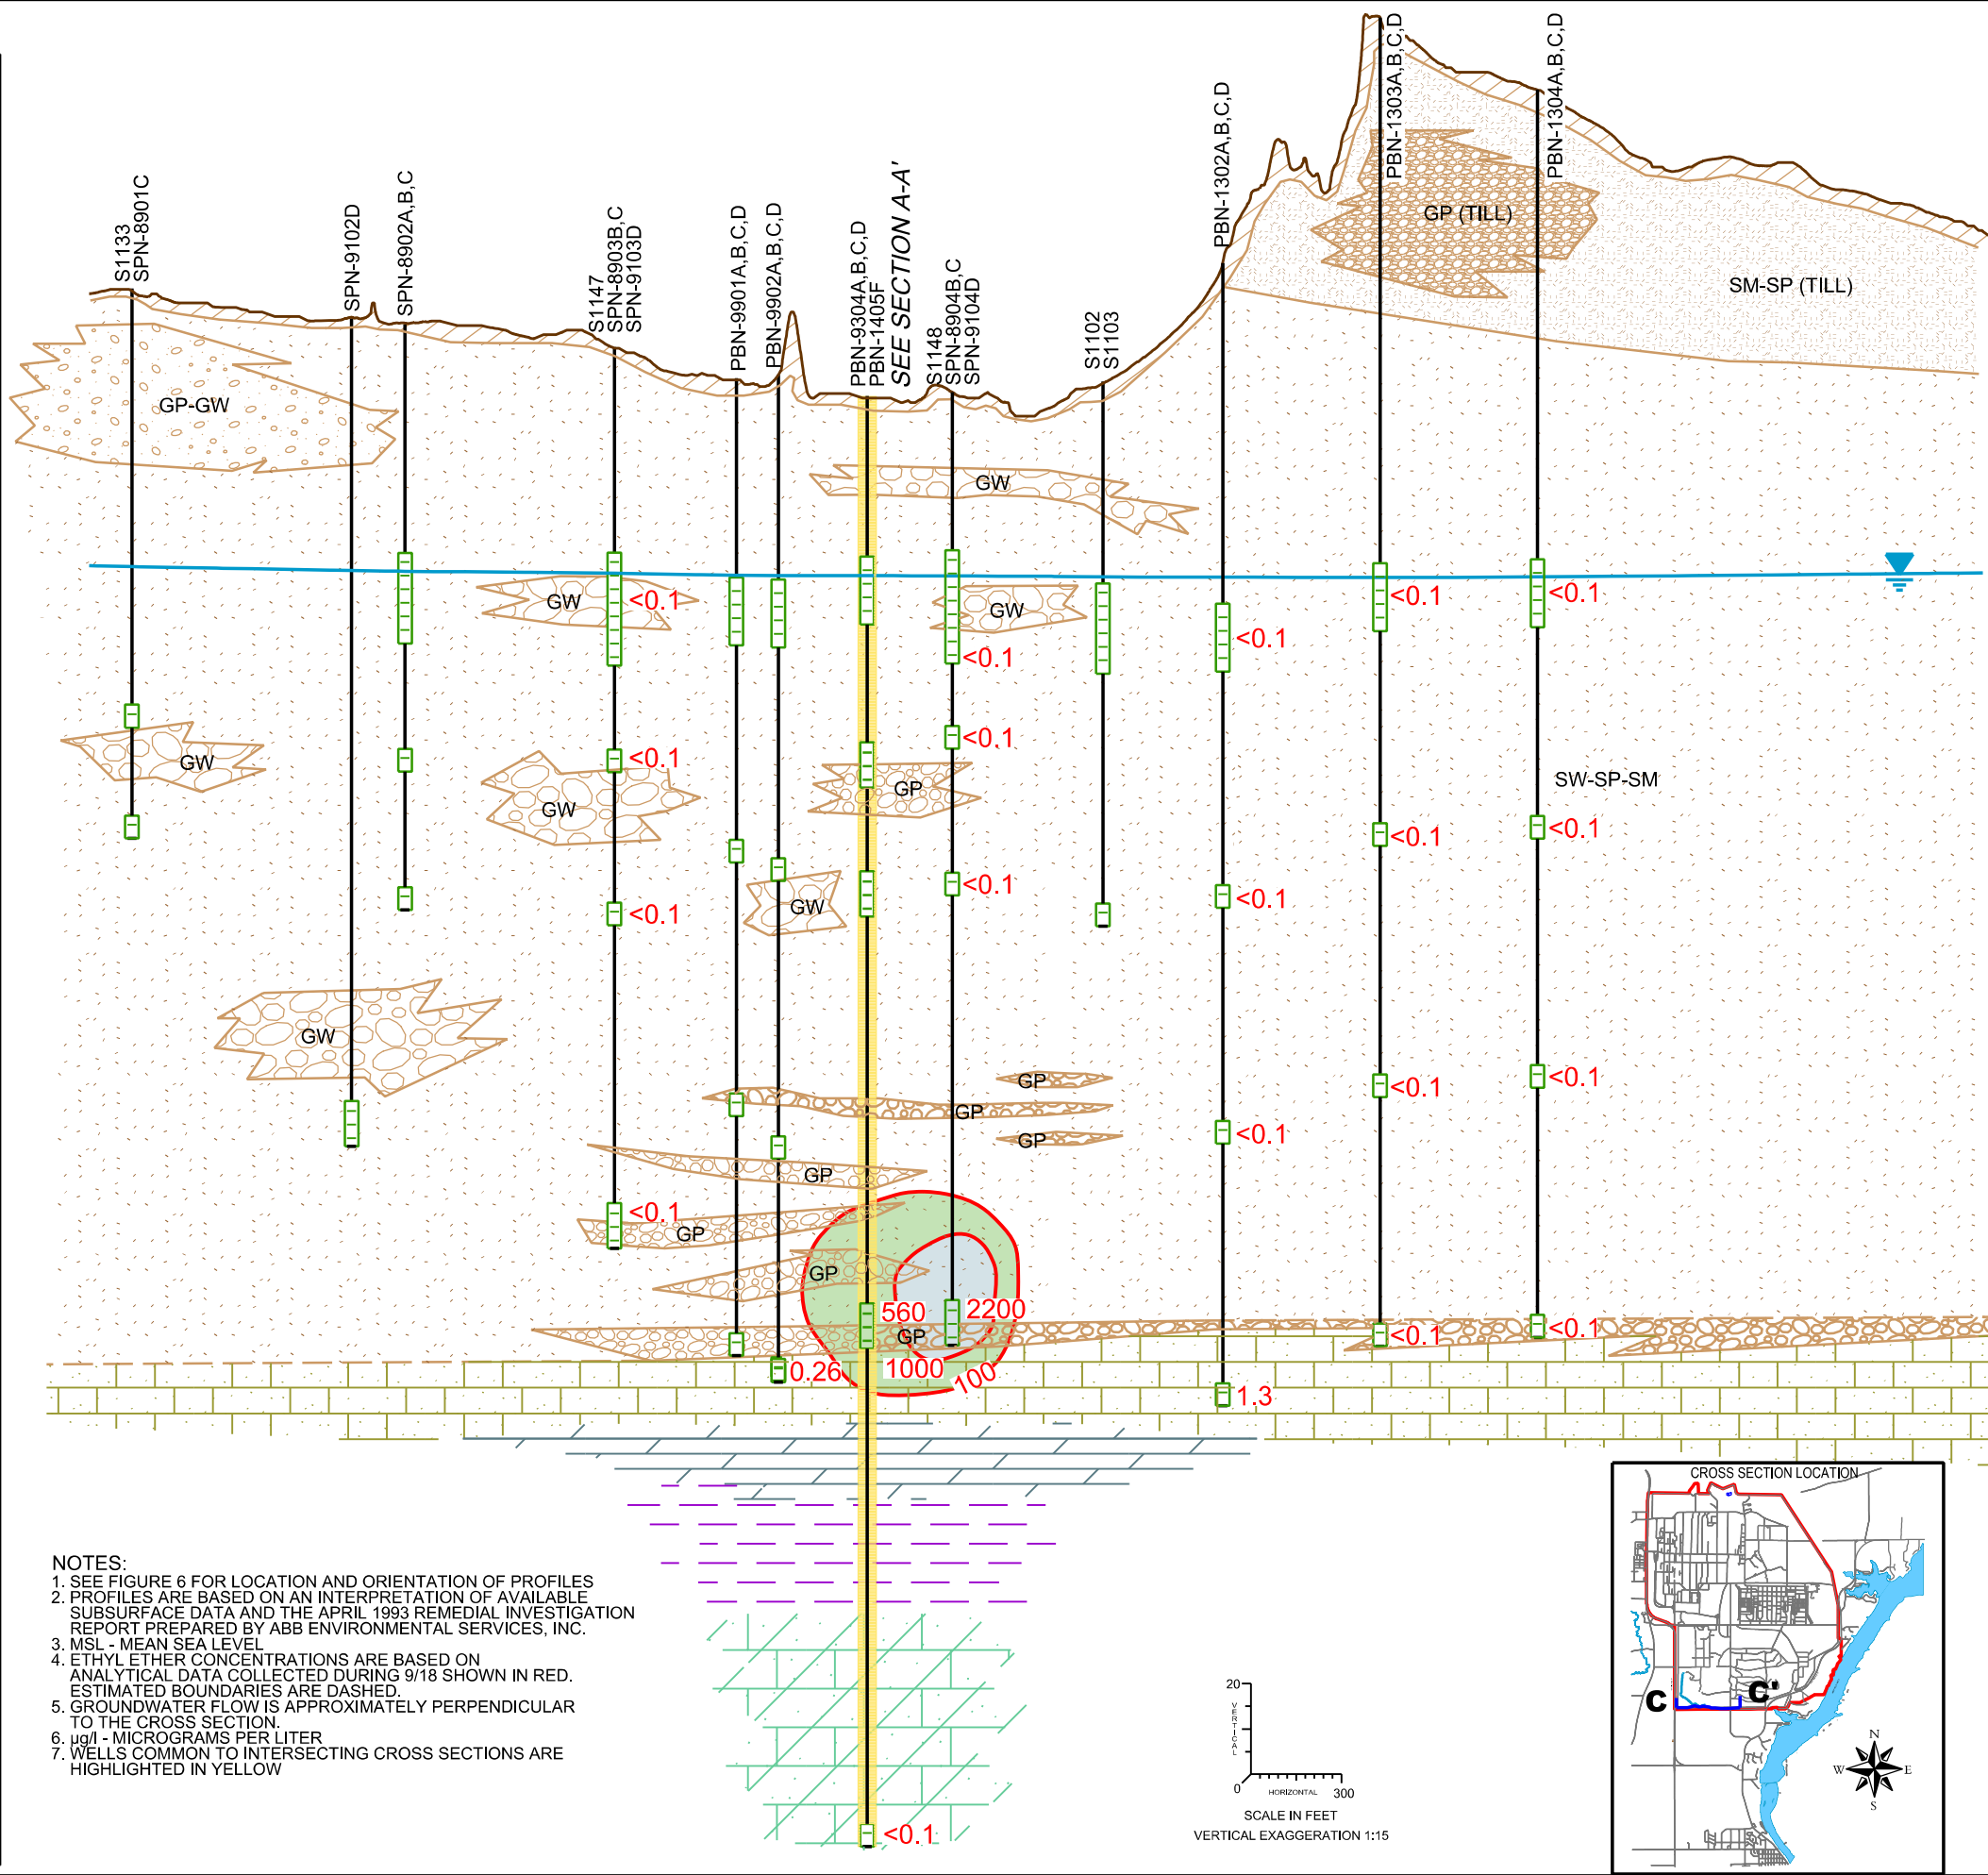 S1133
SPN-8901C
SPN-9102D
SPN-8902A,B,C
S1147
SPN-8903B,C
SPN-9103D
PBN-9901A,B,C,D
PBN-9902A,B,C,D
PBN-9304A,B,C,D
PBN-1405F
SEE SECTION A-A'
S1148
SPN-8904B,C
SPN-9104D
S1102
S1103
PBN-1302A,B,C,D
PBN-1303A,B,C,D
PBN-1304A,B,C,D
GP (TILL)
SM-SP (TILL)
GP-GW
GW
GW
<0.1
GW
<0.1
<0.1
<0.1
<0.1
<0.1
GW
<0.1
GW
<0.1
GP
SW-SP-SM
<0.1
<0.1
<0.1
GW
<0.1
<0.1
GW
GP
GP
GP
<0.1
<0.1
<0.1
GP
<0.1
GP
GP
560
2200
GP
<0.1
<0.1
0.26
1000
100
1.3
<0.1
NOTES:
1. SEE FIGURE 6 FOR LOCATION AND ORIENTATION OF PROFILES
2. PROFILES ARE BASED ON AN INTERPRETATION OF AVAILABLE
SUBSURFACE DATA AND THE APRIL 1993 REMEDIAL INVESTIGATION
REPORT PREPARED BY ABB ENVIRONMENTAL SERVICES, INC.
3. MSL - MEAN SEA LEVEL
4. ETHYL ETHER CONCENTRATIONS ARE BASED ON
ANALYTICAL DATA COLLECTED DURING 9/18 SHOWN IN RED.
ESTIMATED BOUNDARIES ARE DASHED.
5. GROUNDWATER FLOW IS APPROXIMATELY PERPENDICULAR
TO THE CROSS SECTION.
6. µg/l - MICROGRAMS PER LITER
7. WELLS COMMON TO INTERSECTING CROSS SECTIONS ARE
HIGHLIGHTED IN YELLOW
20
VERTICAL
0
HORIZONTAL
300
SCALE IN FEET
VERTICAL EXAGGERATION 1:15
CROSS SECTION LOCATION
C
C'
N
W
E
S